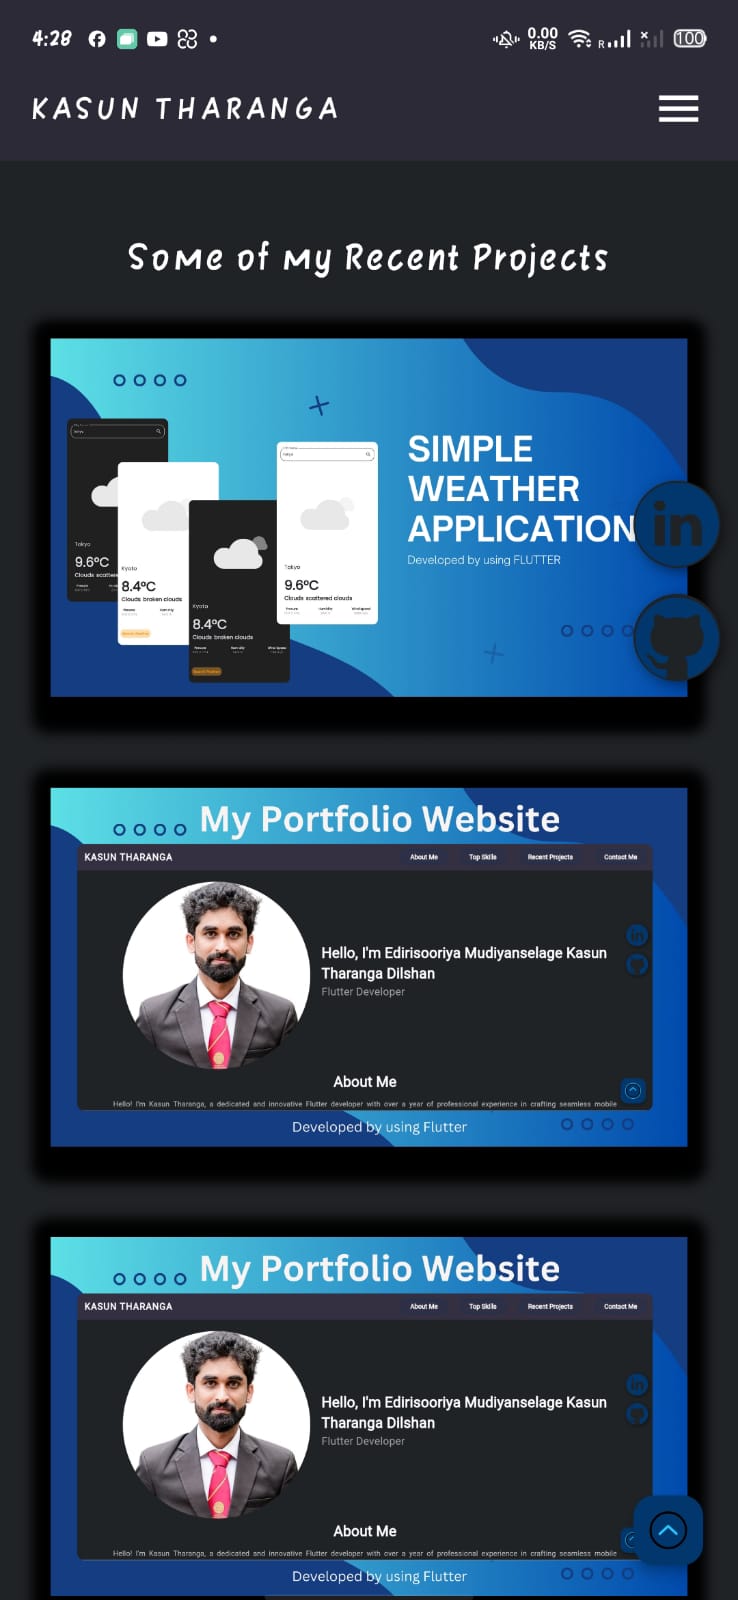 4:28
0.00
KB/S
R
100
KASUN THARANGA
Some of My Recent Projects
SIMPLE
WEATHER
APPLICATION
Developed by using FLUTTER
Tokyo
9.6°C
Clouds scattere
Kyoto
8.4°C
Clouds broken clouds
Kyoto
8.4°C
Clouds broken clouds
Tokyo
9.6°C
Clouds scattered clouds
in
My Portfolio Website
KASUN THARANGA
About Me
Top Skills
Recent Projects
Contact Me
Hello, I'm Edirisooriya Mudiyanselage Kasun
Tharanga Dilshan
Flutter Developer
in
About Me
Hello! I'm Kasun Tharanga, a dedicated and innovative Flutter developer with over a year of professional experience in crafting seamless mobile
Developed by using Flutter
My Portfolio Website
KASUN THARANGA
About Me
Top Skills
Recent Projects
Contact Me
Hello, I'm Edirisooriya Mudiyanselage Kasun
Tharanga Dilshan
Flutter Developer
in
About Me
Hello! I'm Kasun Tharanga, a dedicated and innovative Flutter developer with over a year of professional experience in crafting seamless mobile
Developed by using Flutter